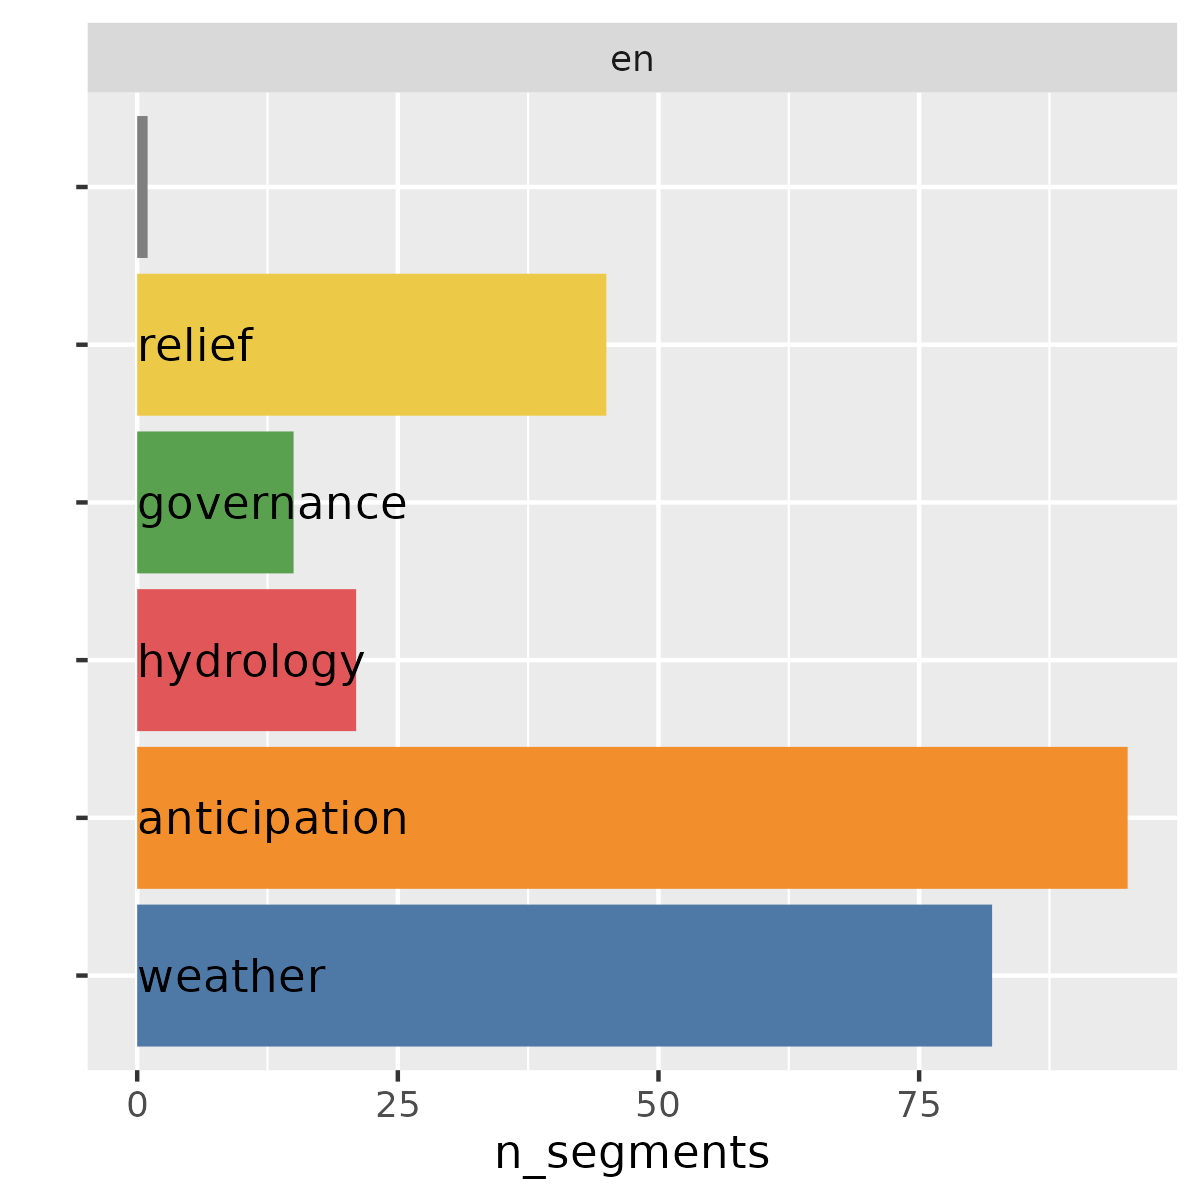 en
relief
governance
hydrology
anticipation
weather
0 25 50 75
n_segments